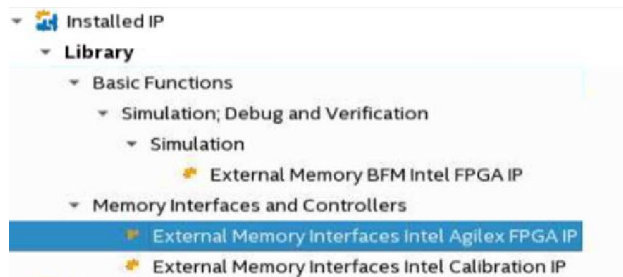 Installed IP
Library
Basic Functions
Simulation; Debug and Verification
Simulation
External Memory BFM Intel FPGA IP
Memory Interfaces and Controllers
External Memory Interfaces Intel Agilex FPGA IP
External Memory Interfaces Intel Calibration IP